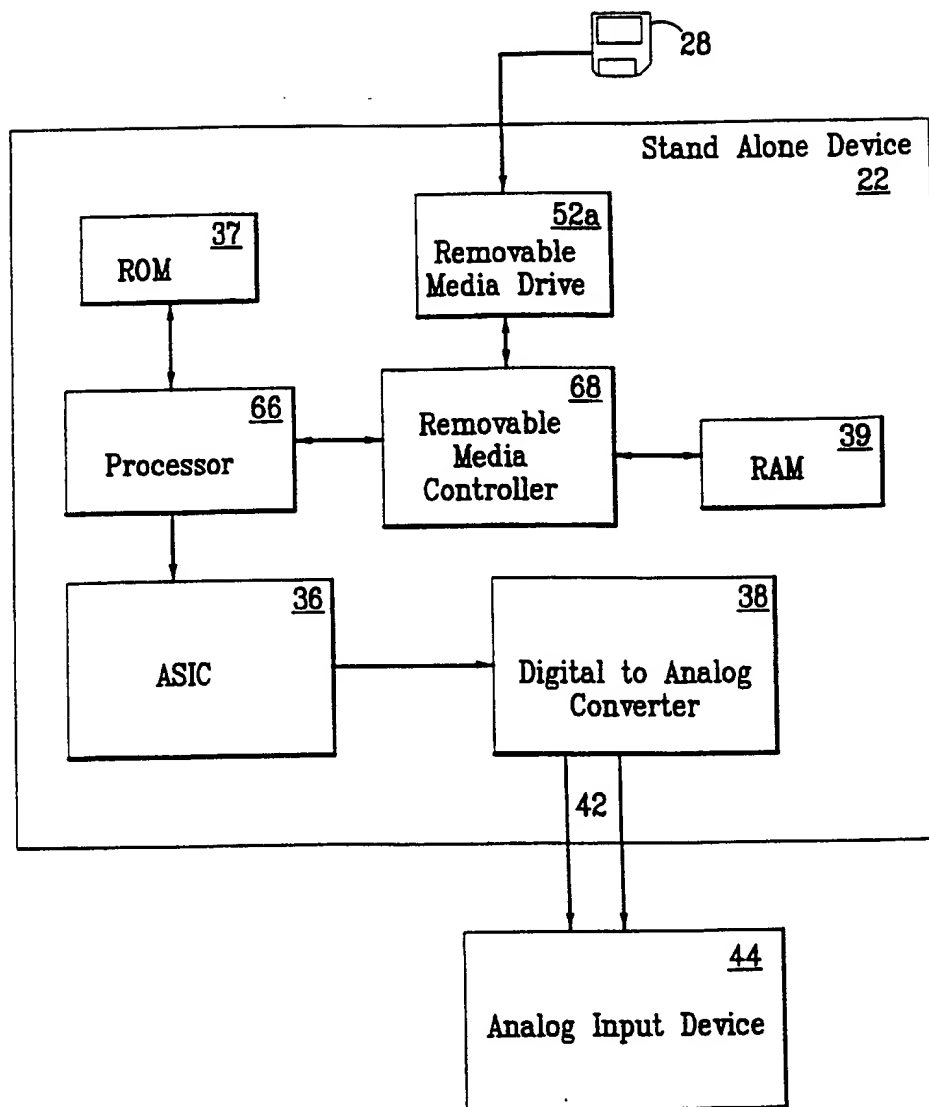 28
Stand Alone Device
22
37
ROM
52a
Removable
Media Drive
66
Processor
68
Removable
Media
Controller
39
RAM
36
ASIC
38
Digital to Analog
Converter
42
44
Analog Input Device